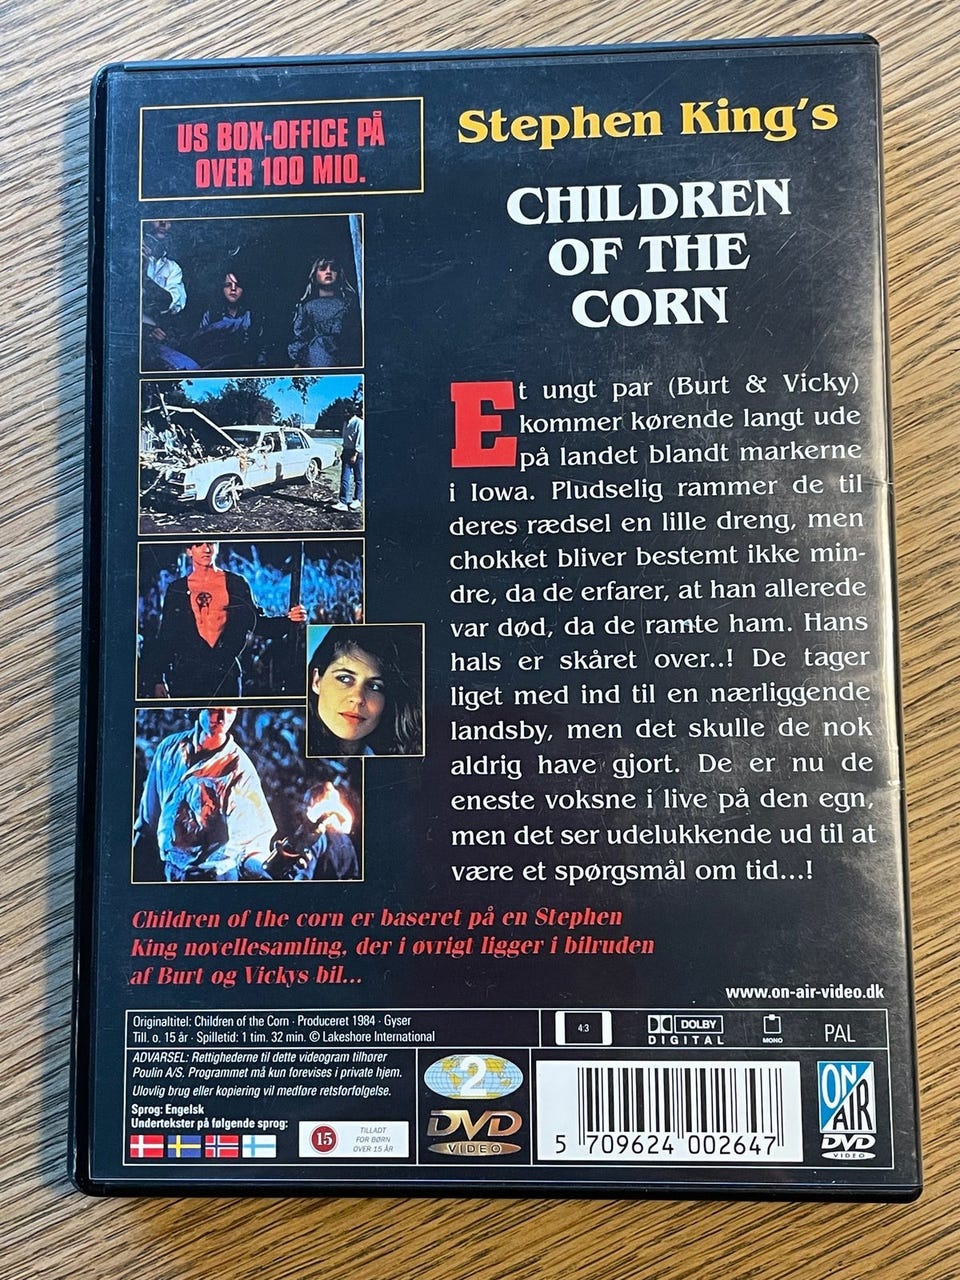 US BOX-OFFICE PÅ
OVER 100 MIO.
Stephen King's
CHILDREN
OF THE
CORN
Et ungt par (Burt & Vicky)
kommer kørende langt ude
på landet blandt markerne
i Iowa. Pludselig rammer de til
deres rædsel en lille dreng, men
chokket bliver bestemt ikke min-
dre, da de erfarer, at han allerede
var død, da de ramte ham. Hans
hals er skåret over..! De tager
liget med ind til en nærliggende
landsby, men det skulle de nok
aldrig have gjort. De er nu de
eneste voksne i live på den egn,
men det ser udelukkende ud til at
være et spørgsmål om tid...!
Children of the corn er baseret på en Stephen
King novellesamling, der i øvrigt ligger i bilruden
af Burt og Vickys bil...
www.on-air-video.dk
Originaltitel: Children of the Corn · Produceret 1984 · Gyser
Till. o. 15 år · Spilletid: 1 tim. 32 min. © Lakeshore International
4:3
DOLBY
DIGITAL
MONO
PAL
ADVARSEL: Rettighederne til dette videogram tilhører
Poulin A/S. Programmet må kun forevises i private hjem.
Ulovlig brug eller kopiering vil medføre retsforfølgelse.
Sprog: Engelsk
Undertekster på følgende sprog:
15
TILLADT
FOR BØRN
OVER 15 ÅR
2
DVD
VIDEO
5 709624 002647
ON
AIR
DVD
VIDEO